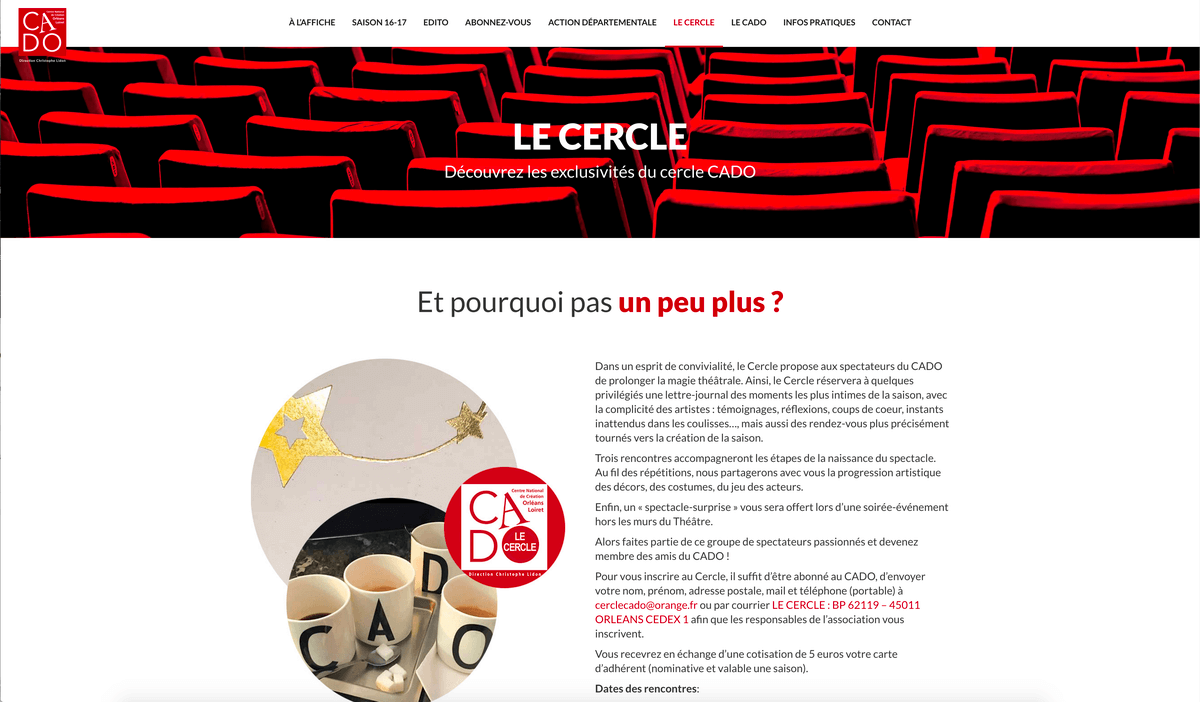 CA
DO
Direction Christophe Lidon
À L'AFFICHE SAISON 16-17 EDITO ABONNEZ-VOUS ACTION DÉPARTEMENTALE LE CERCLE LE CADO INFOS PRATIQUES CONTACT
LE CERCLE
Découvrez les exclusivités du cercle CADO
Et pourquoi pas un peu plus ?
Centre National
de Création
Orléans
Loiret
CA
DO
LE
CERCLE
Direction Christophe Lidon
C A D O
Dans un esprit de convivialité, le Cercle propose aux spectateurs du CADO
de prolonger la magie théâtrale. Ainsi, le Cercle réservera à quelques
privilégiés une lettre-journal des moments les plus intimes de la saison, avec
la complicité des artistes : témoignages, réflexions, coups de coeur, instants
inattendus dans les coulisses…, mais aussi des rendez-vous plus précisément
tournés vers la création de la saison.
Trois rencontres accompagneront les étapes de la naissance du spectacle.
Au fil des répétitions, nous partagerons avec vous la progression artistique
des décors, des costumes, du jeu des acteurs.
Enfin, un « spectacle-surprise » vous sera offert lors d'une soirée-événement
hors les murs du Théâtre.
Alors faites partie de ce groupe de spectateurs passionnés et devenez
membre des amis du CADO !
Pour vous inscrire au Cercle, il suffit d'être abonné au CADO, d'envoyer
votre nom, prénom, adresse postale, mail et téléphone (portable) à
cerclecado@orange.fr ou par courrier LE CERCLE : BP 62119 – 45011
ORLEANS CEDEX 1 afin que les responsables de l'association vous
inscrivent.
Vous recevrez en échange d'une cotisation de 5 euros votre carte
d'adhérent (nominative et valable une saison).
Dates des rencontres: